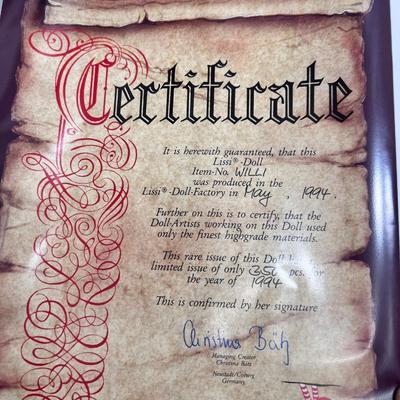 Certificate
It is herewith guaranteed, that this
Lissi®-Doll
Item-No. WILLI
was produced in the
Lissi®-Doll-Factory in May, 1994.
Further on this is to certify, that the
Doll-Artists working on this Doll used
only the finest highgrade materials.
This rare issue of this Doll
limited issue of only 350 pcs. for
the year of 1994
This is confirmed by her signature
Christina Bätz
Managing Creator
Christina Bätz
Neustadt/Coburg
Germany